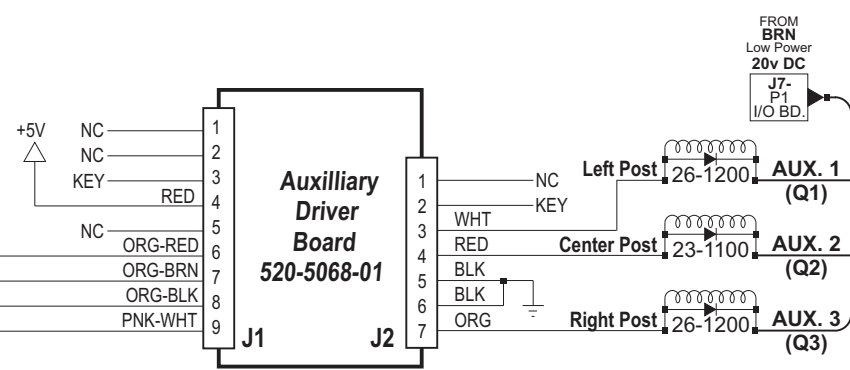 FROM
BRN
Low Power
20v DC
J7-
P1
I/O BD.
+5V
NC
NC
KEY
RED
NC
ORG-RED
ORG-BRN
ORG-BLK
PNK-WHT
1
2
3
4
5
6
7
8
9
J1
Auxilliary
Driver
Board
520-5068-01
J2
1
2
3
4
5
6
7
NC
KEY
WHT
RED
BLK
BLK
ORG
Left Post
26-1200
AUX. 1
(Q1)
Center Post
23-1100
AUX. 2
(Q2)
Right Post
26-1200
AUX. 3
(Q3)